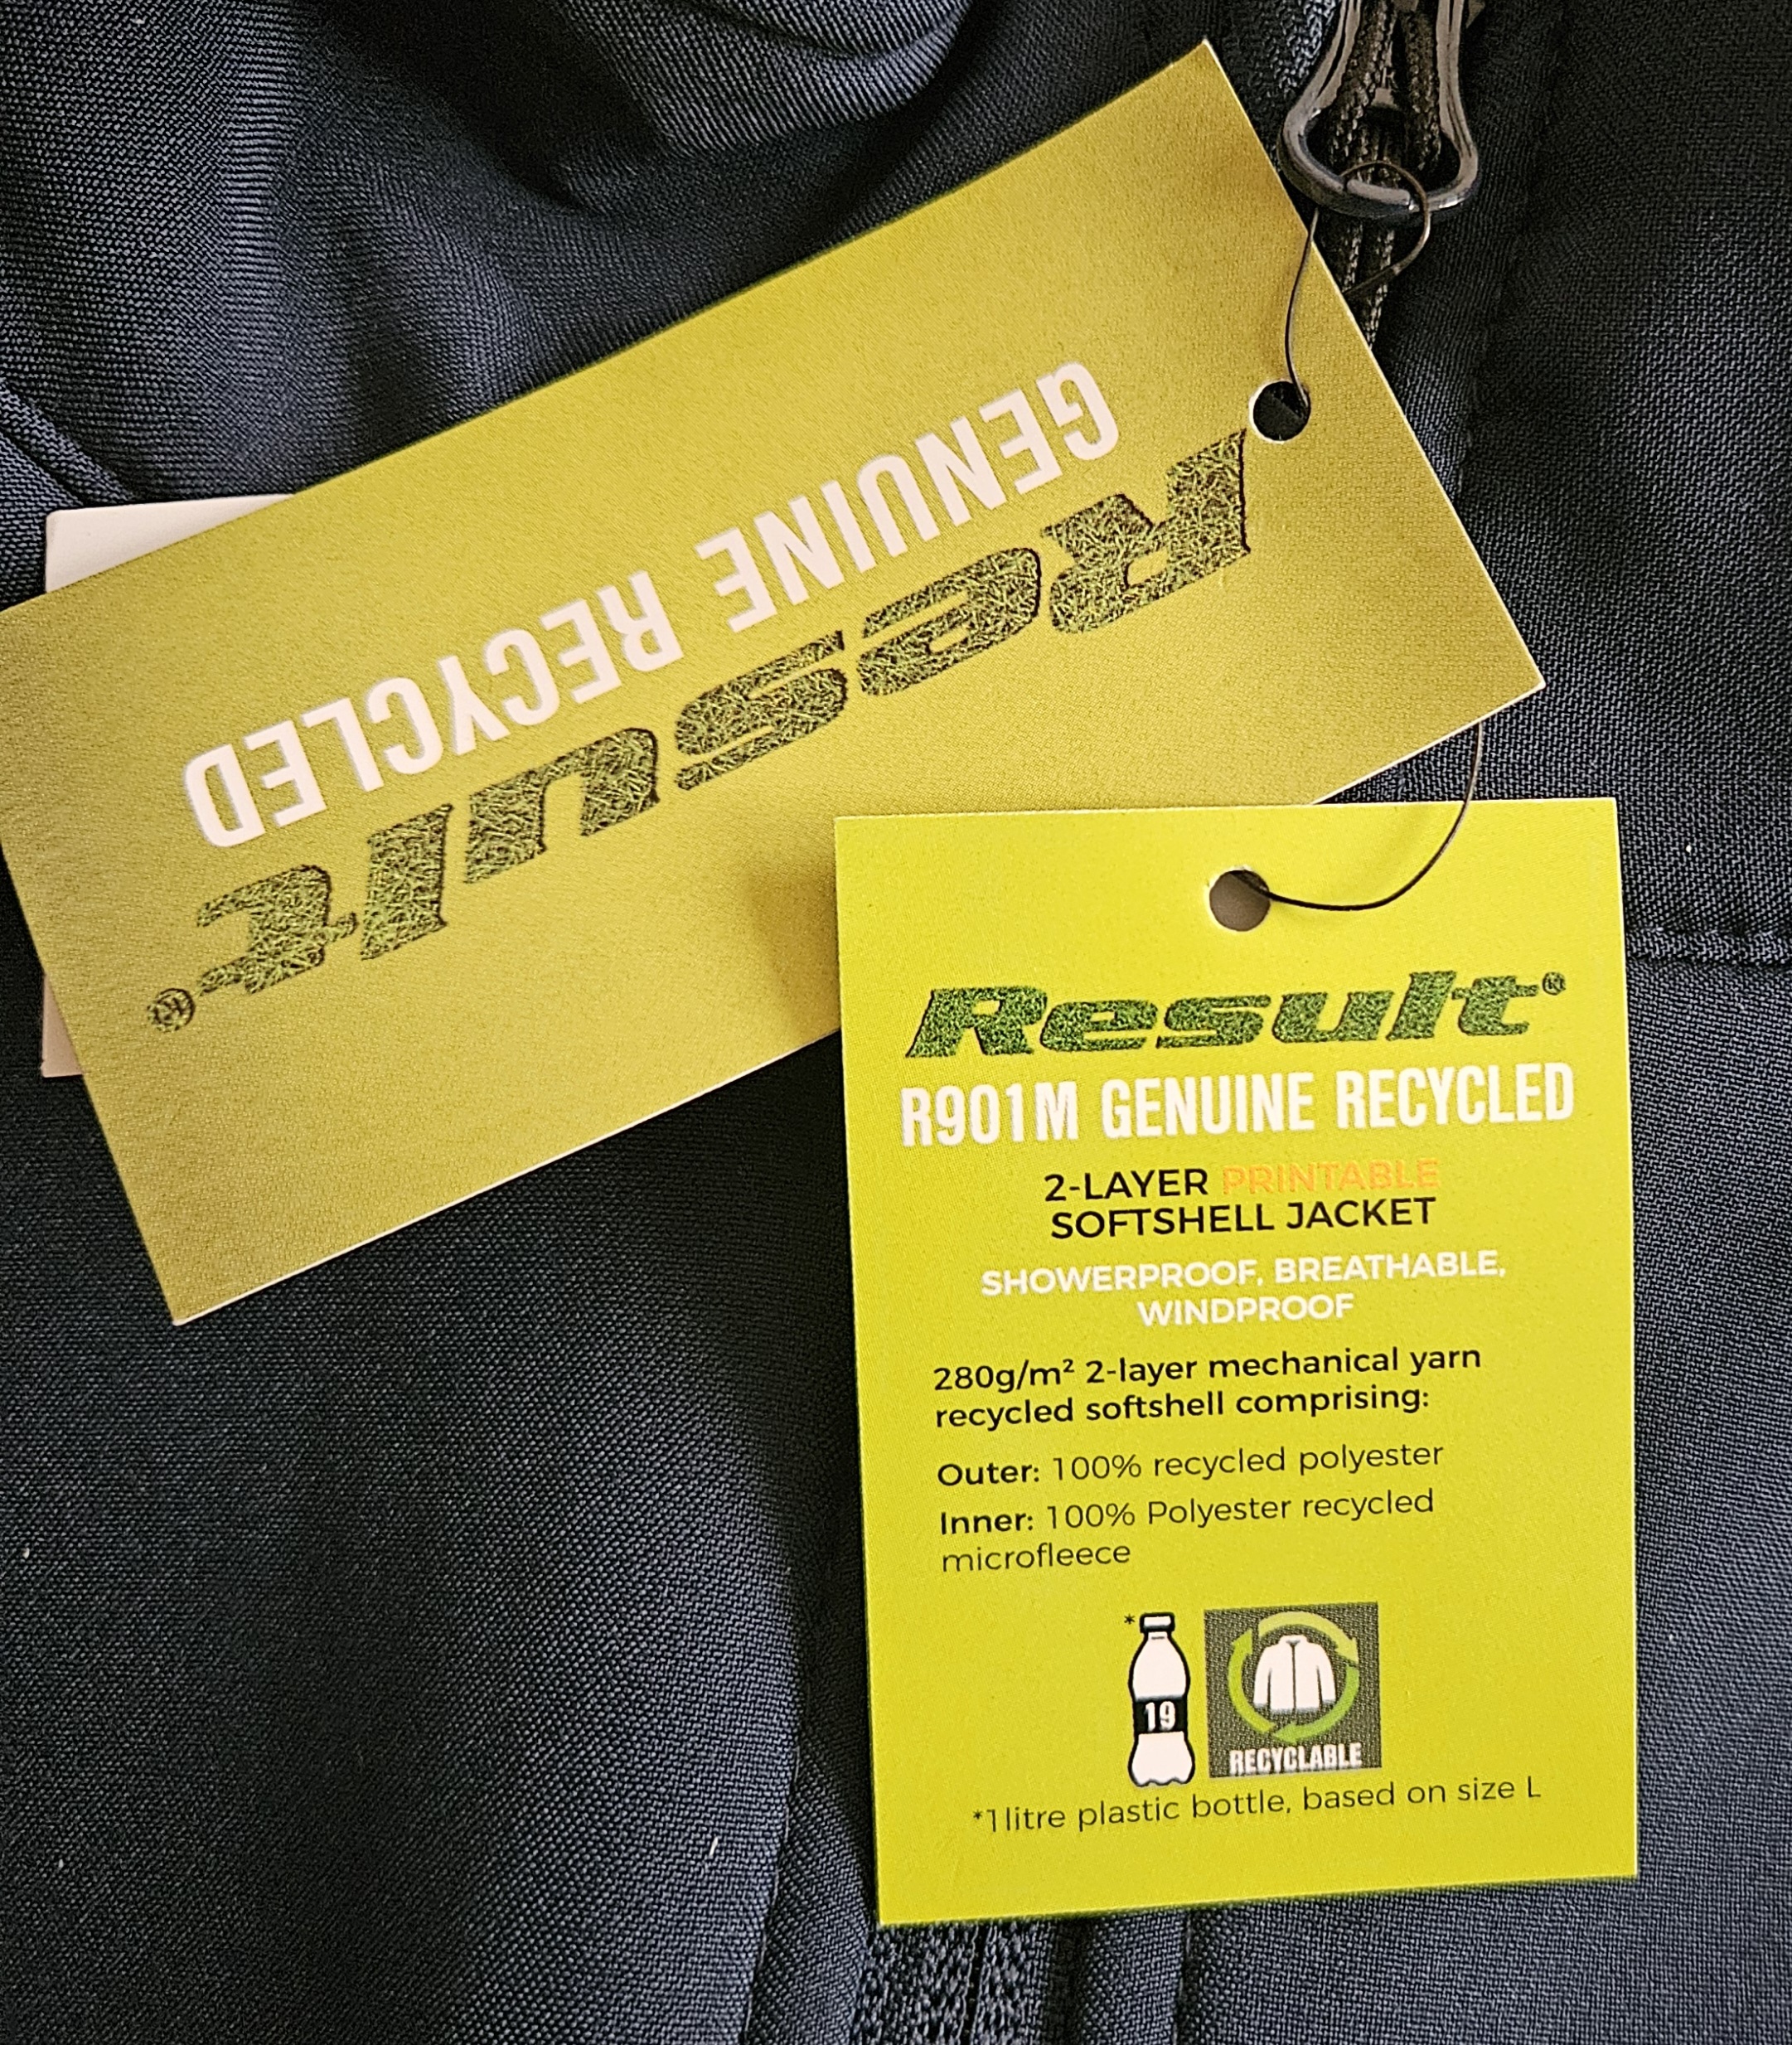 GENUINE RECYCLED
Result®
Result®
R901M GENUINE RECYCLED
2-LAYER PRINTABLE
SOFTSHELL JACKET
SHOWERPROOF, BREATHABLE,
WINDPROOF
280g/m² 2-layer mechanical yarn
recycled softshell comprising:
Outer: 100% recycled polyester
Inner: 100% Polyester recycled
microfleece
*
19
RECYCLABLE
*1 litre plastic bottle, based on size L